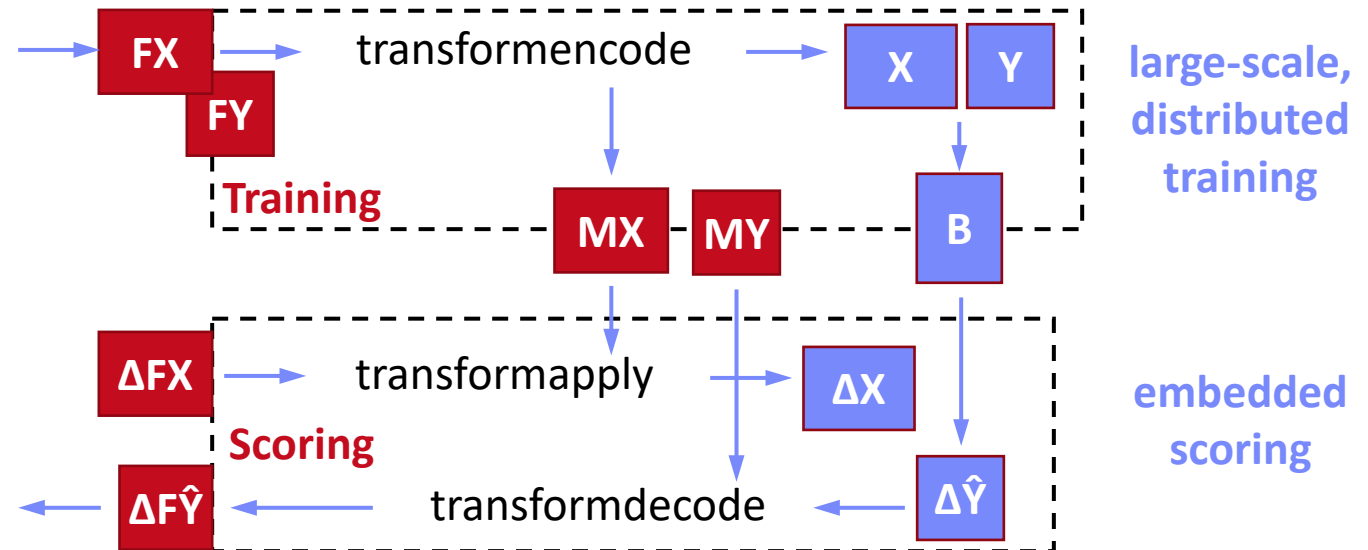 FX
transformencode
X
Y
large-scale,
distributed
training
FY
Training
MX
MY
B
ΔFX
transformapply
ΔX
embedded
scoring
Scoring
ΔFŶ
transformdecode
ΔŶ